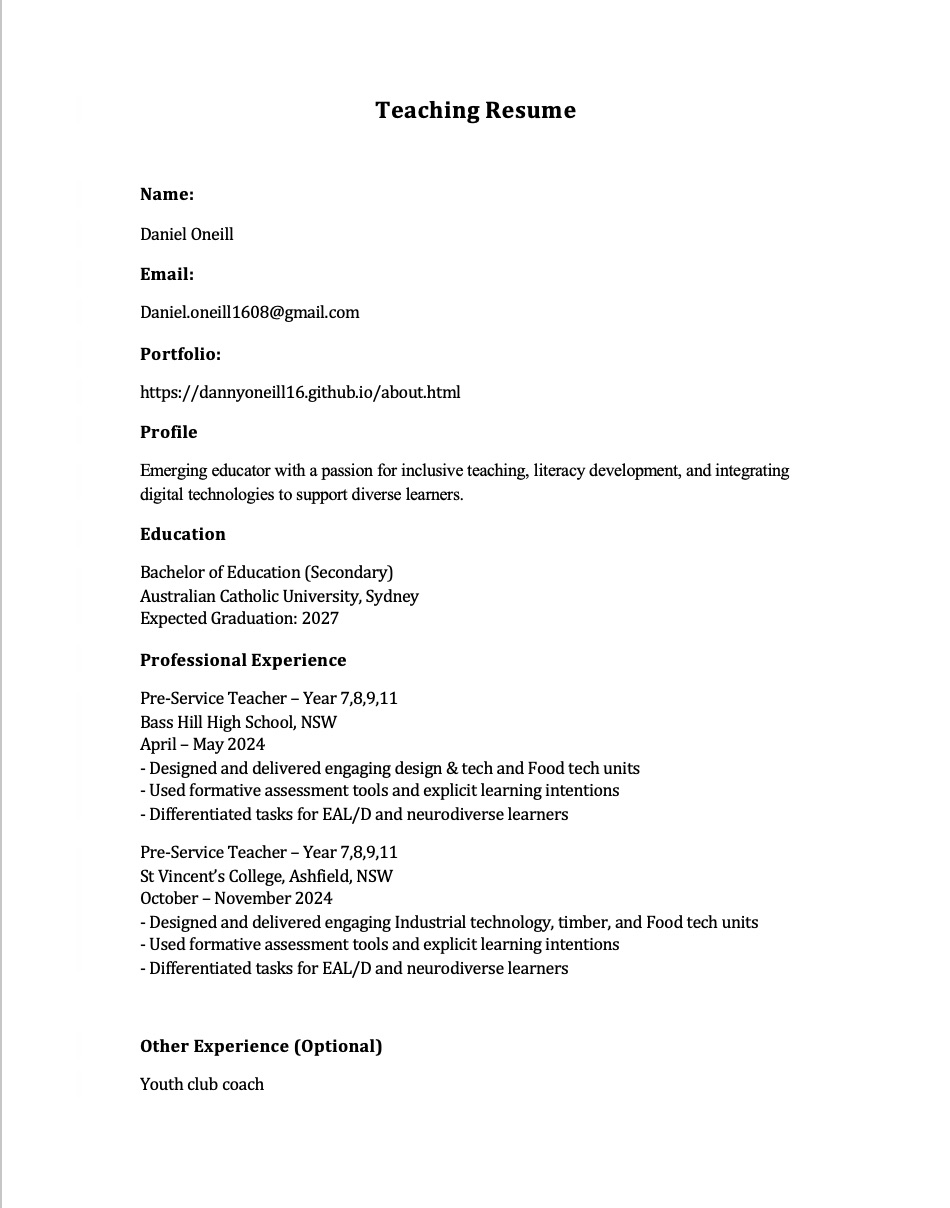 Teaching Resume
Name:
Daniel Oneill
Email:
Daniel.oneill1608@gmail.com
Portfolio:
https://dannyoneill16.github.io/about.html
Profile
Emerging educator with a passion for inclusive teaching, literacy development, and integrating
digital technologies to support diverse learners.
Education
Bachelor of Education (Secondary)
Australian Catholic University, Sydney
Expected Graduation: 2027
Professional Experience
Pre-Service Teacher – Year 7,8,9,11
Bass Hill High School, NSW
April – May 2024
- Designed and delivered engaging design & tech and Food tech units
- Used formative assessment tools and explicit learning intentions
- Differentiated tasks for EAL/D and neurodiverse learners
Pre-Service Teacher – Year 7,8,9,11
St Vincent’s College, Ashfield, NSW
October – November 2024
- Designed and delivered engaging Industrial technology, timber, and Food tech units
- Used formative assessment tools and explicit learning intentions
- Differentiated tasks for EAL/D and neurodiverse learners
Other Experience (Optional)
Youth club coach